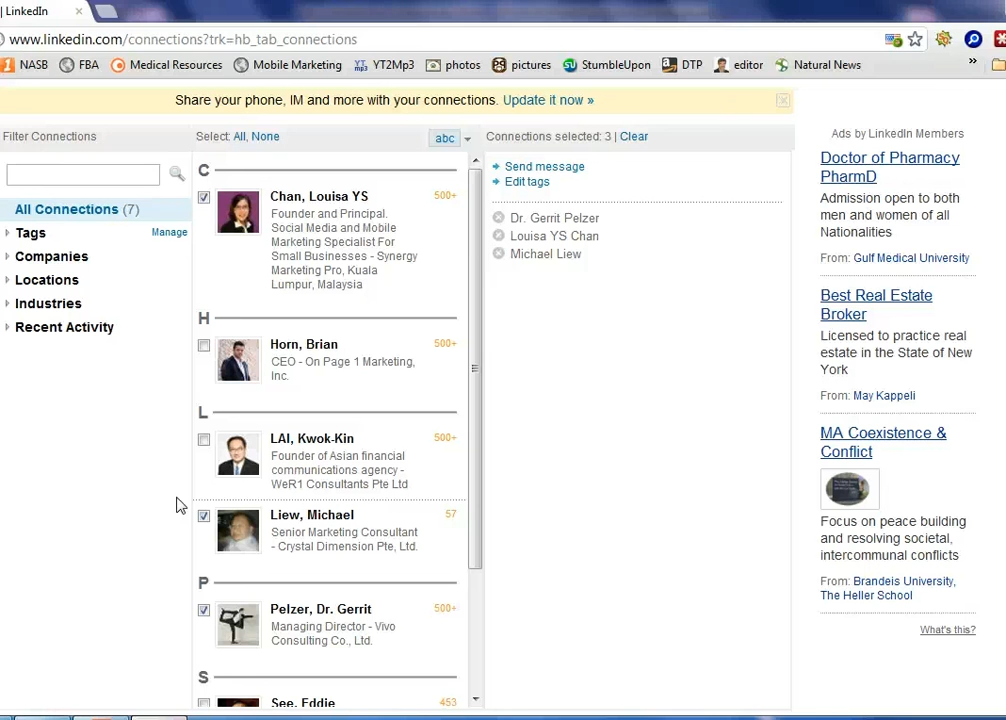 | LinkedIn
www.linkedin.com/connections?trk=hb_tab_connections
NASB FBA Medical Resources Mobile Marketing YT2Mp3 photos pictures StumbleUpon DTP editor Natural News »
Share your phone, IM and more with your connections. Update it now »
Filter Connections
All Connections (7)
Tags Manage
Companies
Locations
Industries
Recent Activity
Select: All, None abc
C
Chan, Louisa YS 500+
Founder and Principal.
Social Media and Mobile
Marketing Specialist For
Small Businesses - Synergy
Marketing Pro, Kuala
Lumpur, Malaysia
H
Horn, Brian 500+
CEO - On Page 1 Marketing,
Inc.
L
LAI, Kwok-Kin 500+
Founder of Asian financial
communications agency -
WeR1 Consultants Pte Ltd
Liew, Michael 57
Senior Marketing Consultant
- Crystal Dimension Pte, Ltd.
P
Pelzer, Dr. Gerrit 500+
Managing Director - Vivo
Consulting Co., Ltd.
S
See, Eddie 453
Connections selected: 3 | Clear
Send message
Edit tags
Dr. Gerrit Pelzer
Louisa YS Chan
Michael Liew
Ads by LinkedIn Members
Doctor of Pharmacy
PharmD
Admission open to both
men and women of all
Nationalities
From: Gulf Medical University
Best Real Estate
Broker
Licensed to practice real
estate in the State of New
York
From: May Kappeli
MA Coexistence &
Conflict
Focus on peace building
and resolving societal,
intercommunal conflicts
From: Brandeis University,
The Heller School
What's this?